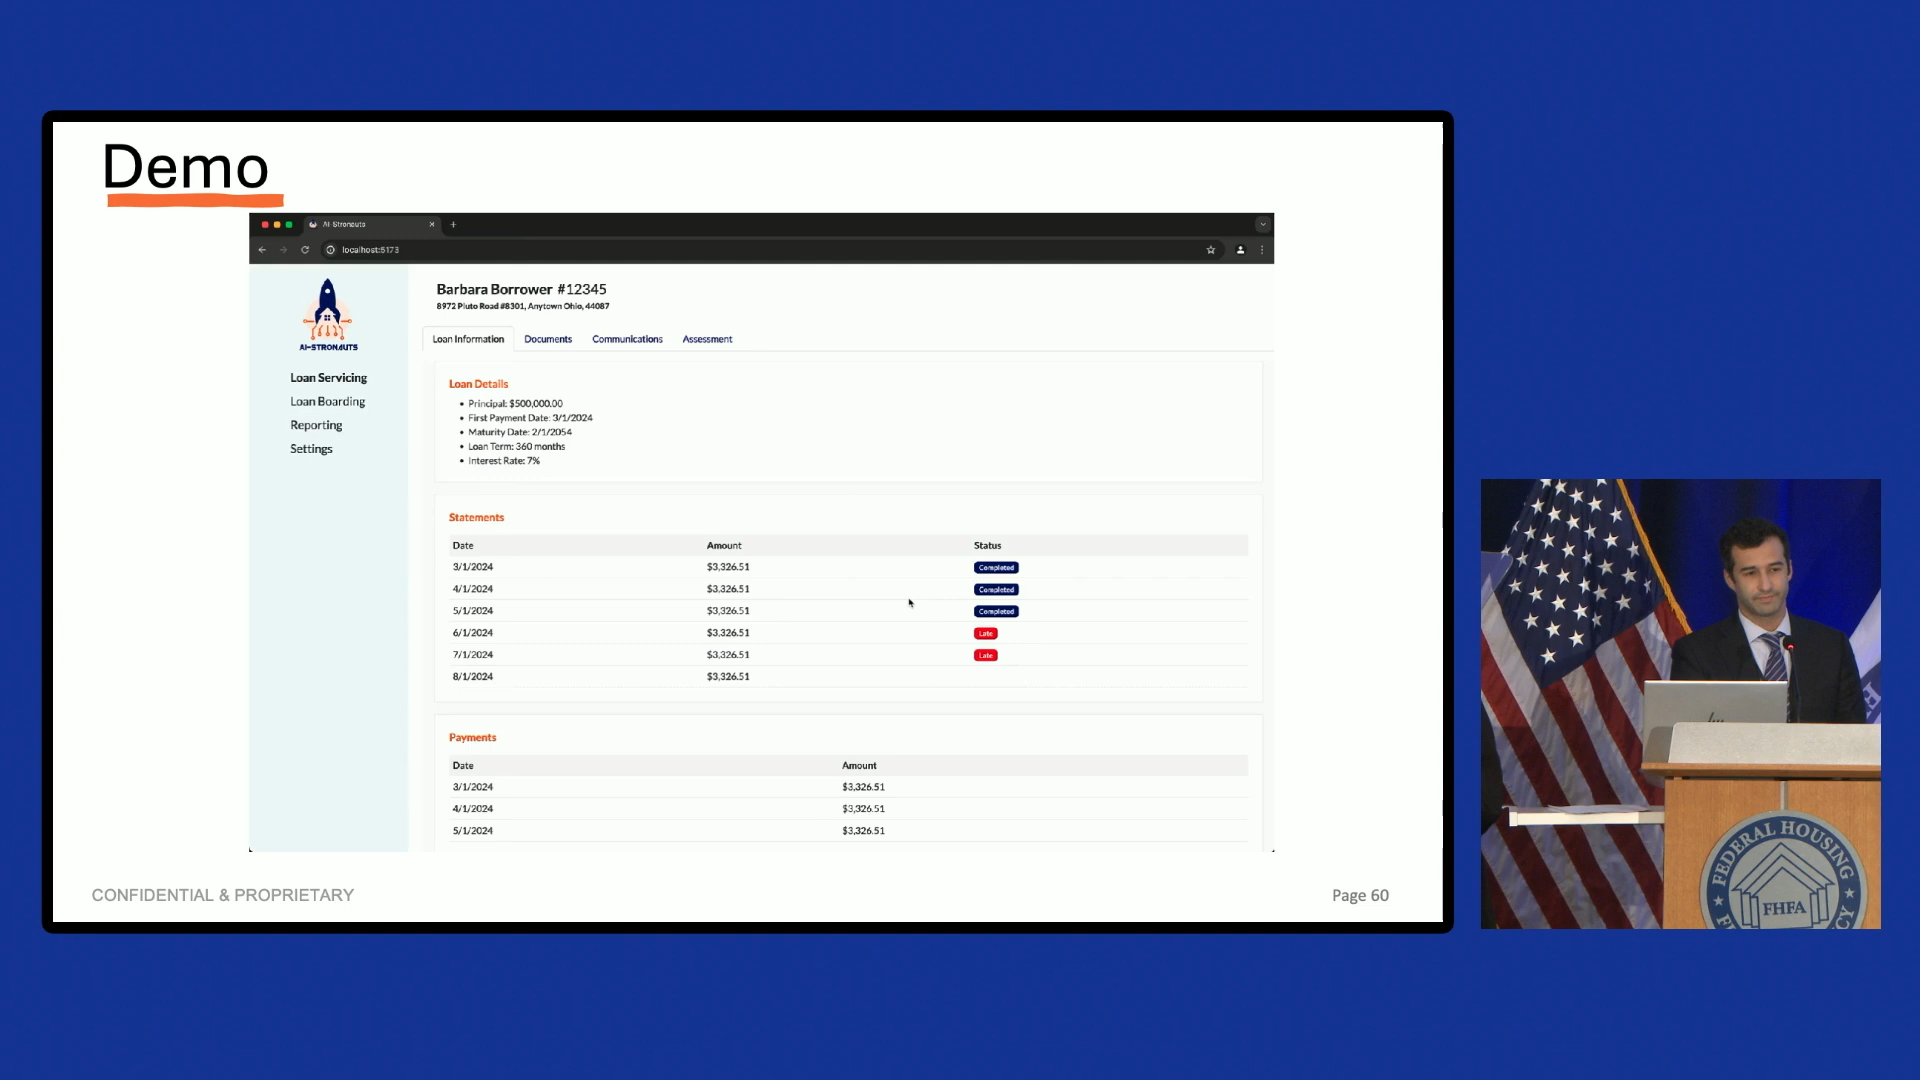 Demo
AI-Stronauts
localhost:5173
AI-STRONAUTS
Loan Servicing
Loan Boarding
Reporting
Settings
Barbara Borrower #12345
8972 Pluto Road #8301, Anytown Ohio, 44087
Loan Information Documents Communications Assessment
Loan Details
• Principal: $500,000.00
• First Payment Date: 3/1/2024
• Maturity Date: 2/1/2054
• Loan Term: 360 months
• Interest Rate: 7%
Statements
Date Amount Status
3/1/2024 $3,326.51 Completed
4/1/2024 $3,326.51 Completed
5/1/2024 $3,326.51 Completed
6/1/2024 $3,326.51 Late
7/1/2024 $3,326.51 Late
8/1/2024 $3,326.51
Payments
Date Amount
3/1/2024 $3,326.51
4/1/2024 $3,326.51
5/1/2024 $3,326.51
CONFIDENTIAL & PROPRIETARY
Page 60
hp
FEDERAL HOUSING
FHFA